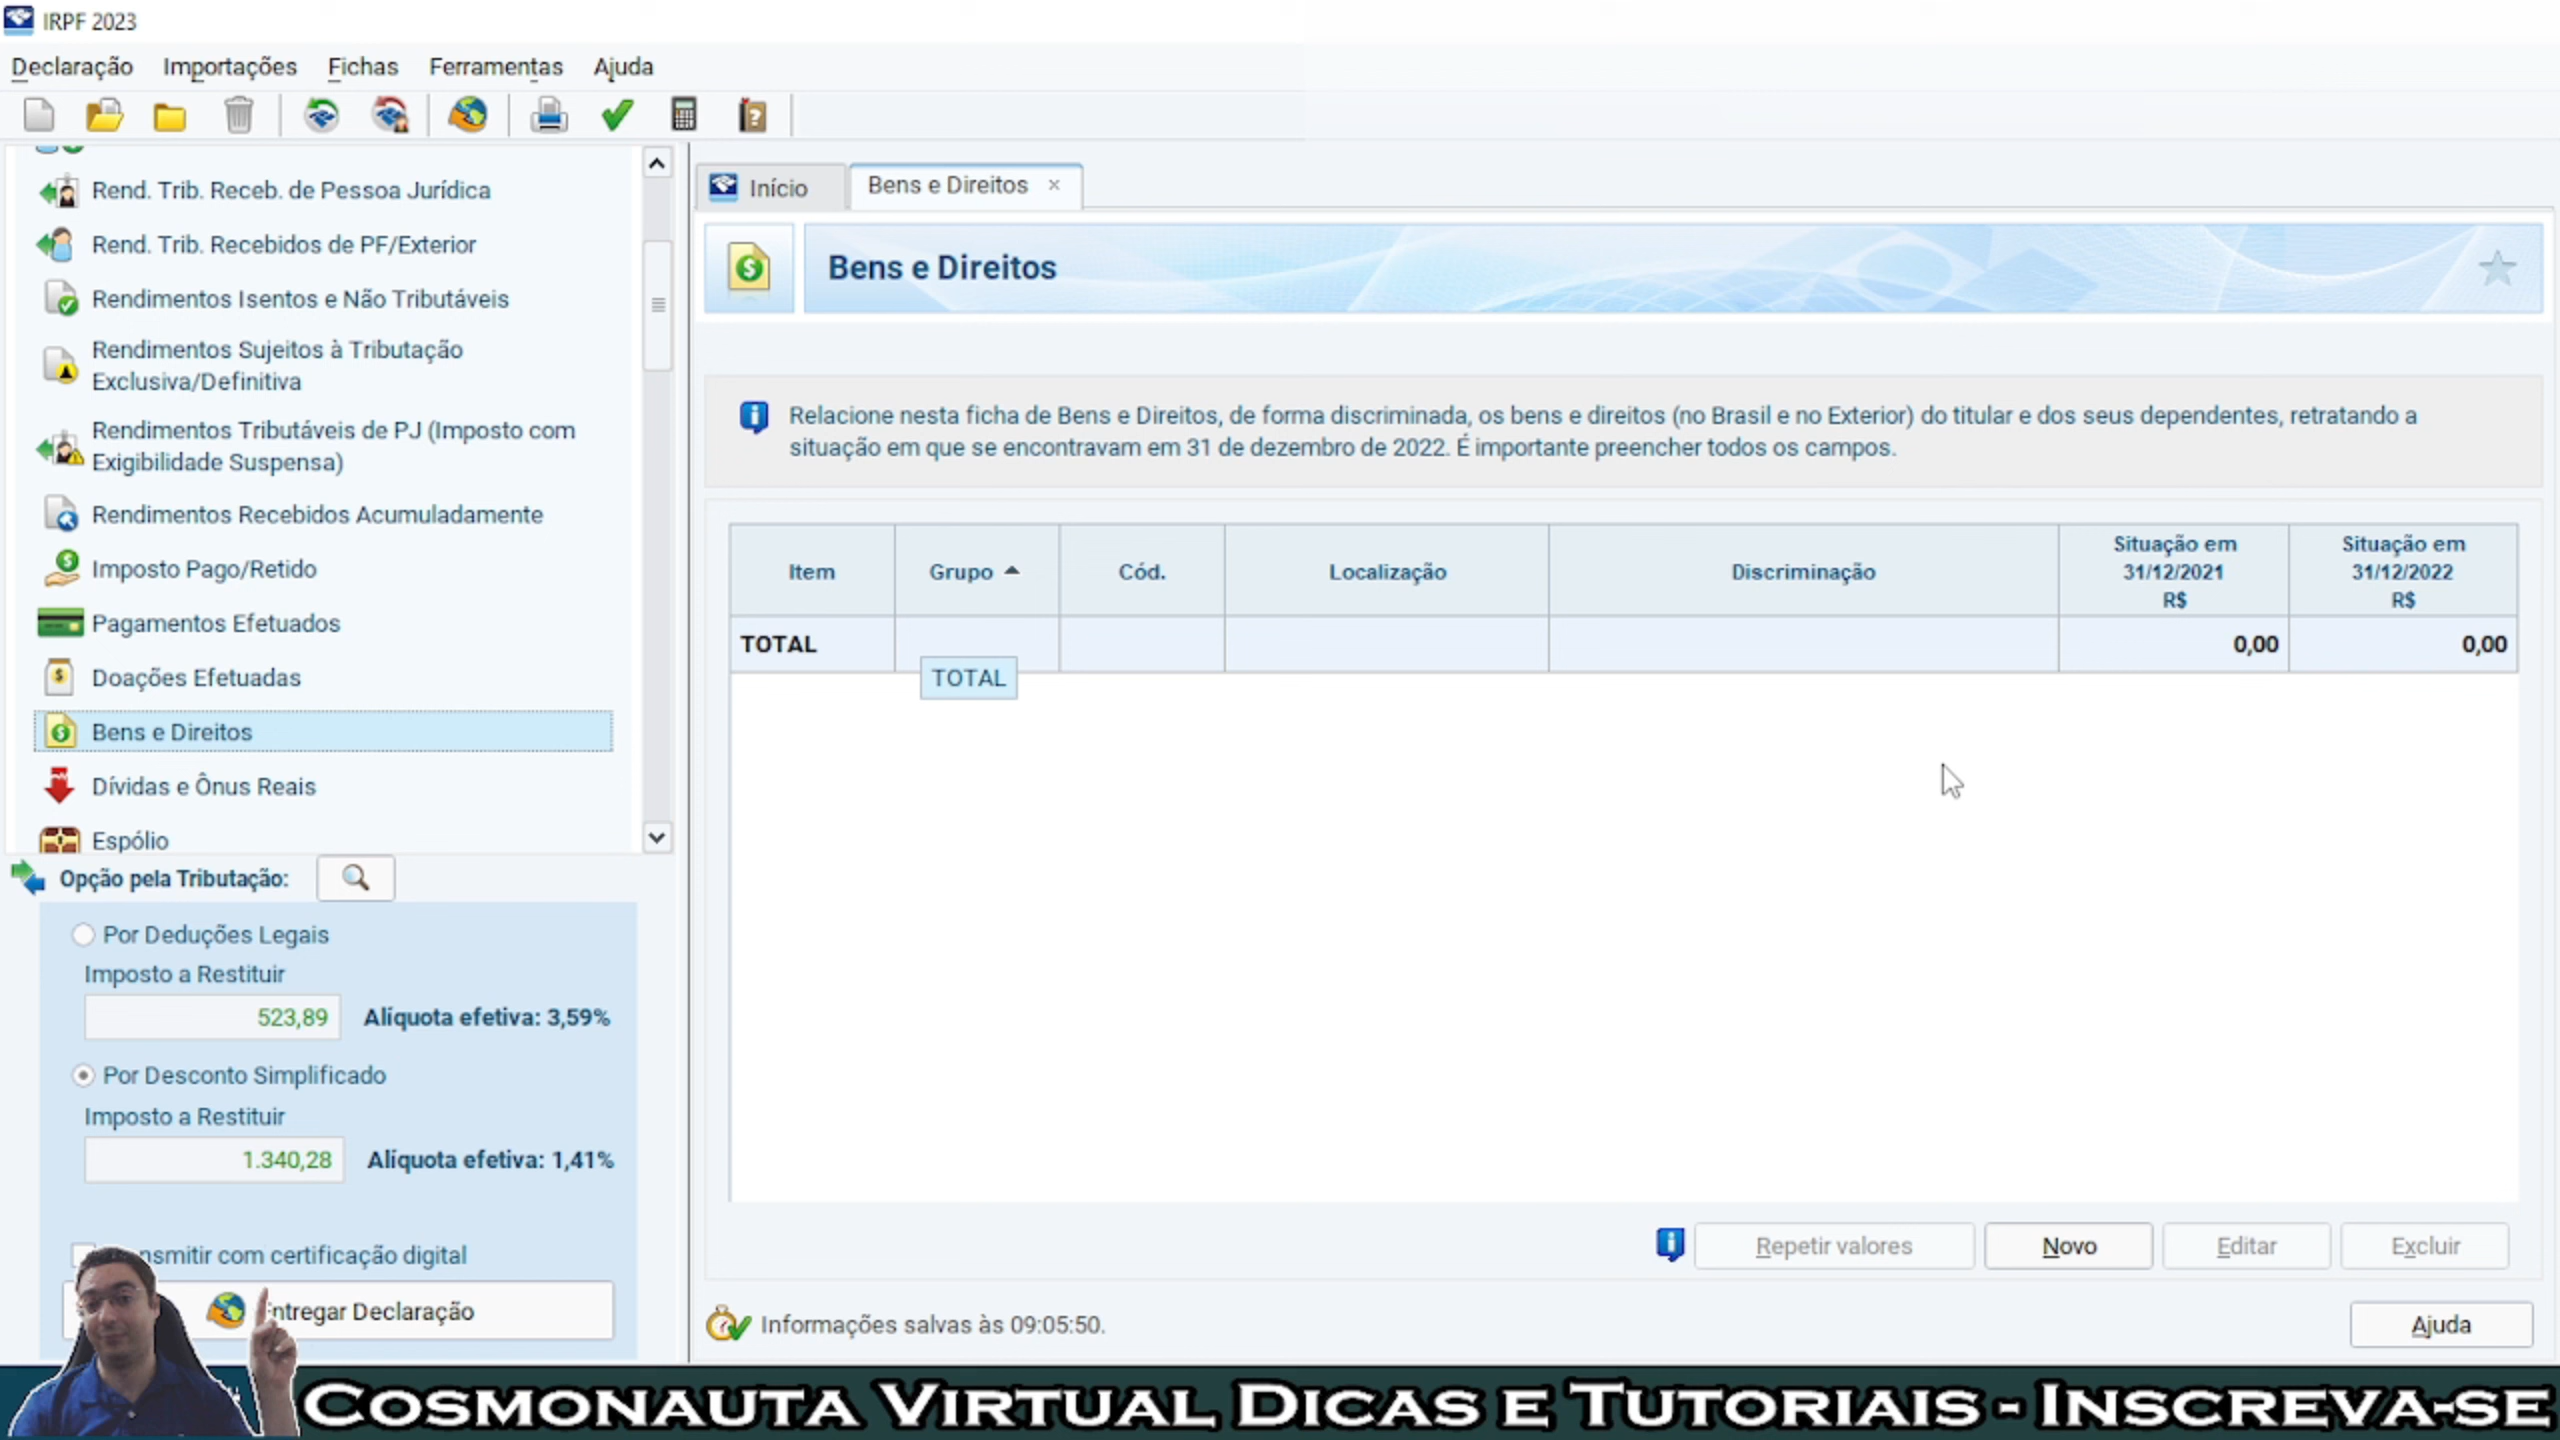 IRPF 2023
Declaração Importações Fichas Ferramentas Ajuda
Rend. Trib. Receb. de Pessoa Jurídica
Rend. Trib. Recebidos de PF/Exterior
Rendimentos Isentos e Não Tributáveis
Rendimentos Sujeitos à Tributação
Exclusiva/Definitiva
Rendimentos Tributáveis de PJ (Imposto com
Exigibilidade Suspensa)
Rendimentos Recebidos Acumuladamente
Imposto Pago/Retido
Pagamentos Efetuados
Doações Efetuadas
Bens e Direitos
Dívidas e Ônus Reais
Espólio
Opção pela Tributação:
Por Deduções Legais
Imposto a Restituir
523,89 Alíquota efetiva: 3,59%
Por Desconto Simplificado
Imposto a Restituir
1.340,28 Alíquota efetiva: 1,41%
nsmitir com certificação digital
ntregar Declaração
Início Bens e Direitos ×
Bens e Direitos
Relacione nesta ficha de Bens e Direitos, de forma discriminada, os bens e direitos (no Brasil e no Exterior) do titular e dos seus dependentes, retratando a
situação em que se encontravam em 31 de dezembro de 2022. É importante preencher todos os campos.
Item Grupo Cód. Localização Discriminação Situação em 31/12/2021 R$ Situação em 31/12/2022 R$
TOTAL 0,00 0,00
TOTAL
Repetir valores Novo Editar Excluir
Informações salvas às 09:05:50.
Ajuda
Cosmonauta Virtual Dicas e Tutoriais - Inscreva-se